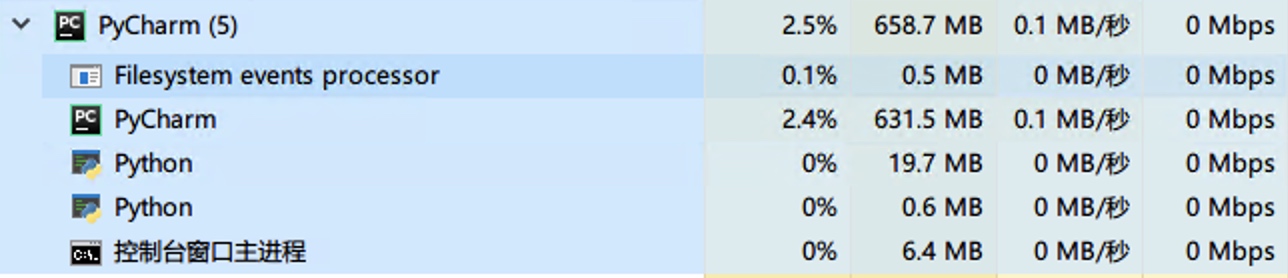 PC PyCharm (5) 2.5% 658.7 MB 0.1 MB/秒 0 Mbps
Filesystem events processor 0.1% 0.5 MB 0 MB/秒 0 Mbps
PC PyCharm 2.4% 631.5 MB 0.1 MB/秒 0 Mbps
Python 0% 19.7 MB 0 MB/秒 0 Mbps
Python 0% 0.6 MB 0 MB/秒 0 Mbps
C:\. 控制台窗口主进程 0% 6.4 MB 0 MB/秒 0 Mbps